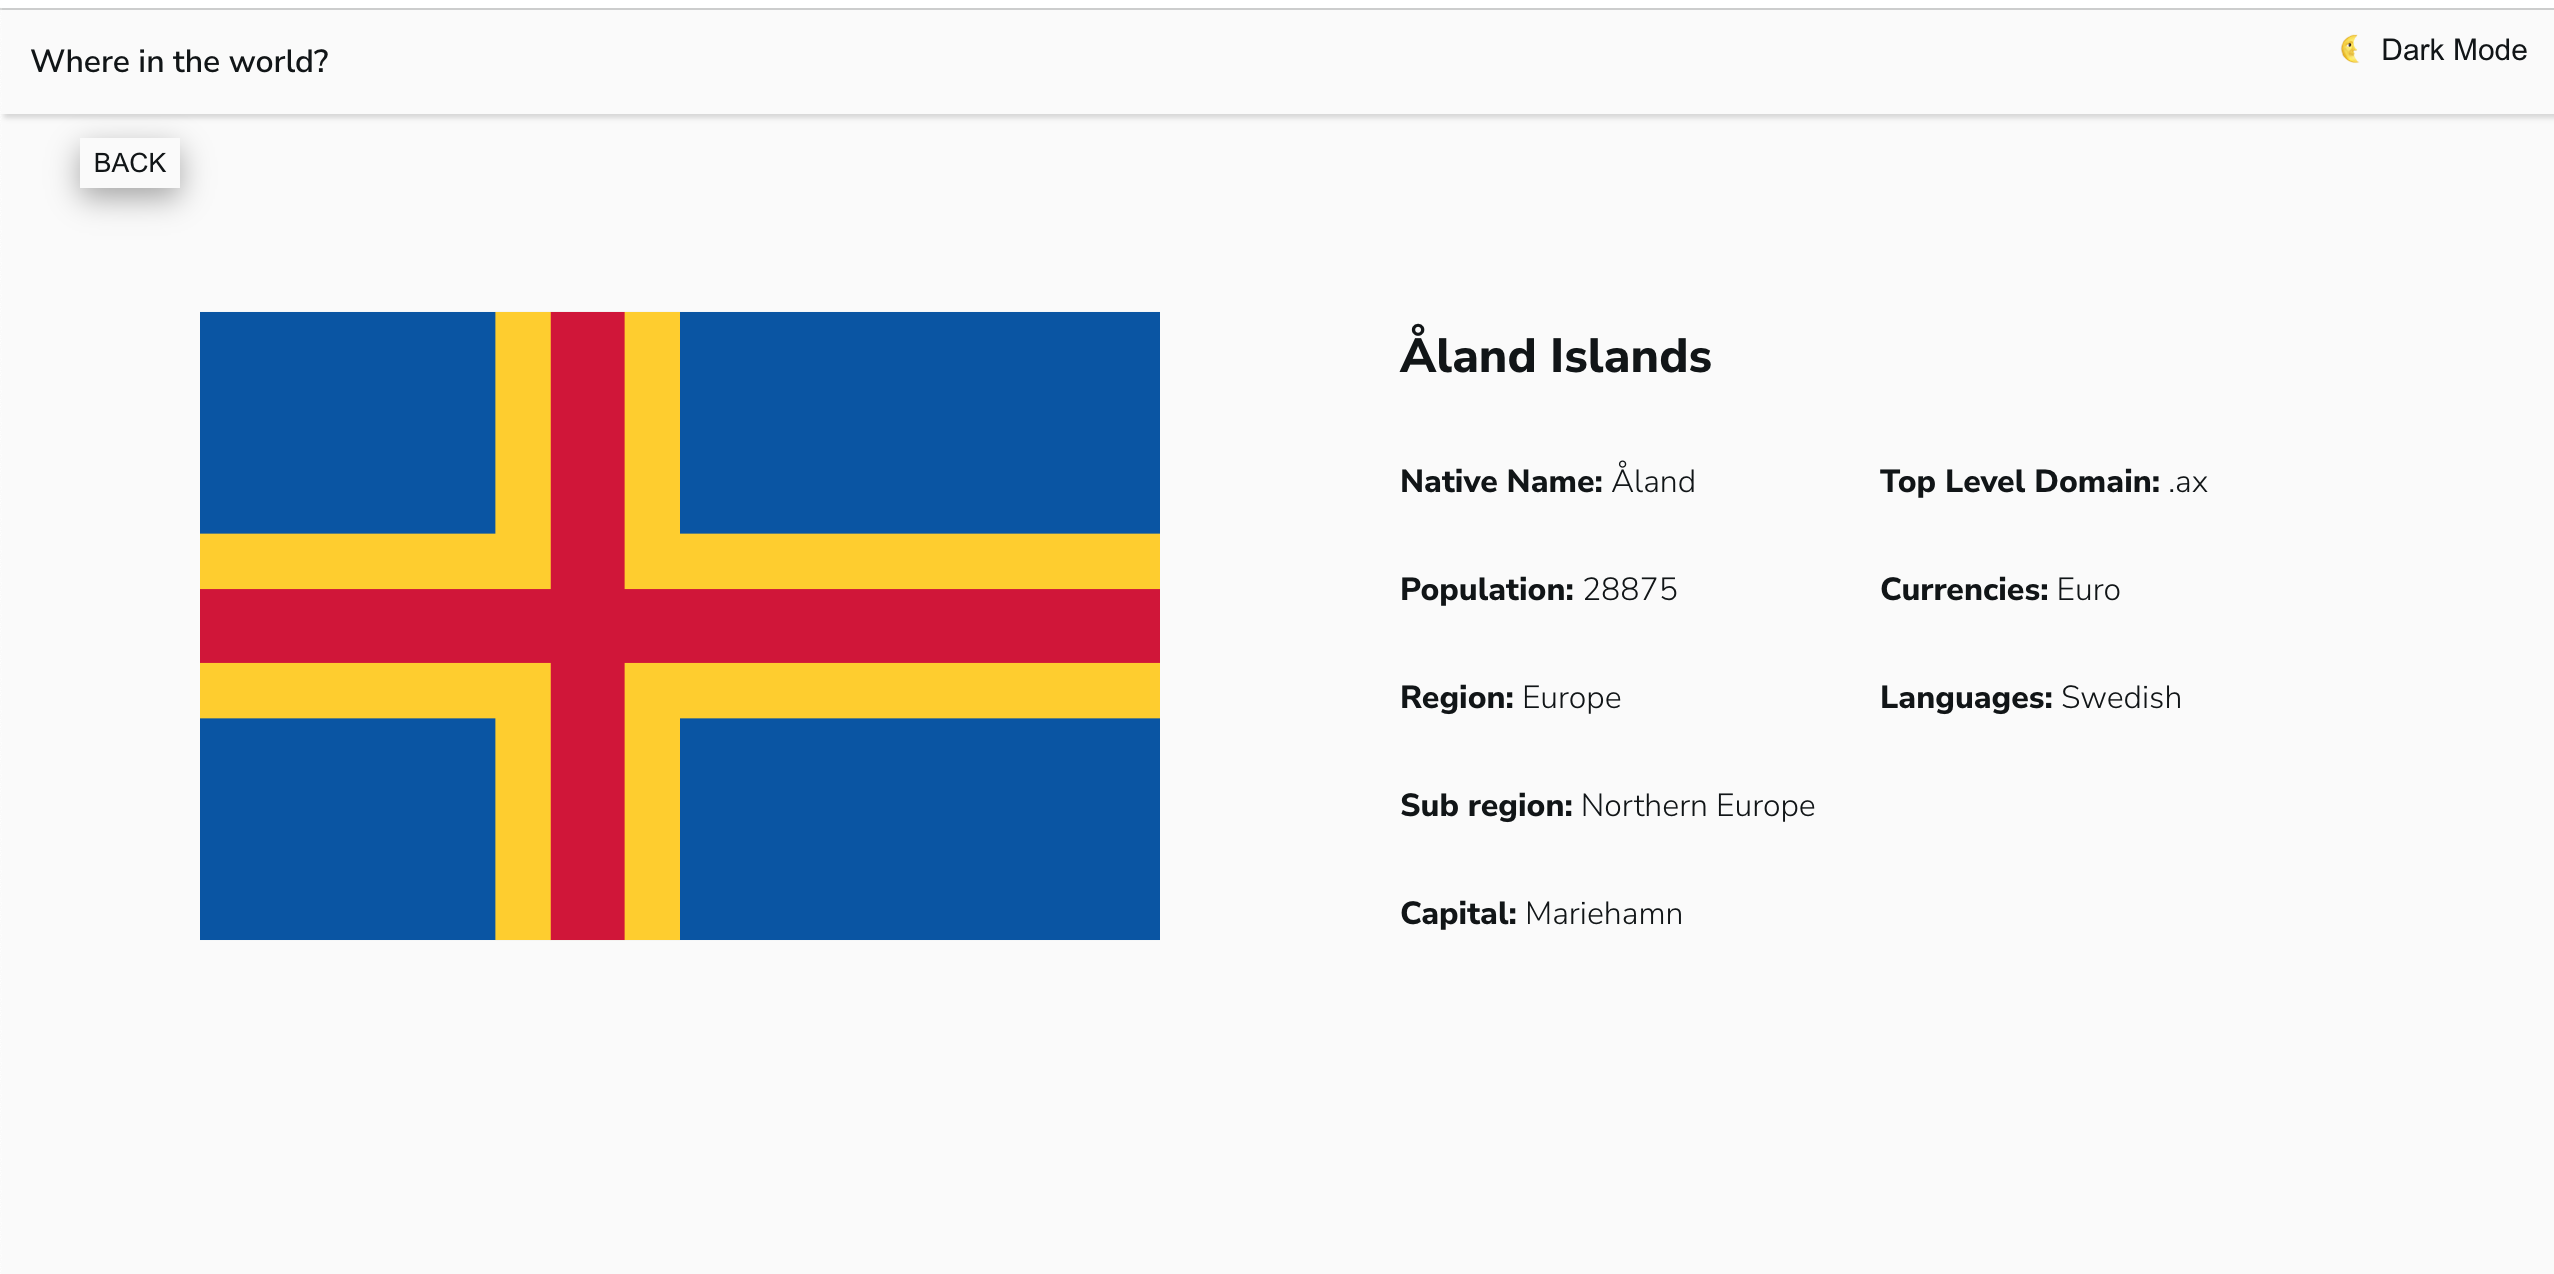 Where in the world?
Dark Mode
BACK
Åland Islands
Native Name: Åland
Population: 28875
Region: Europe
Sub region: Northern Europe
Capital: Mariehamn
Top Level Domain: .ax
Currencies: Euro
Languages: Swedish